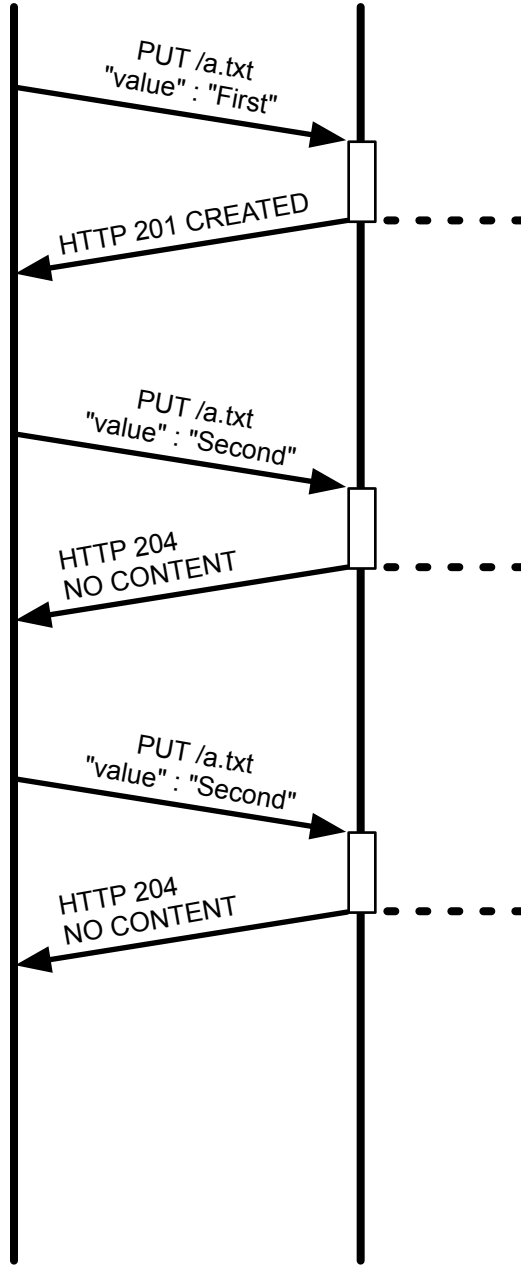 PUT /a.txt
"value" : "First"
HTTP 201 CREATED
PUT /a.txt
"value" : "Second"
HTTP 204
NO CONTENT
PUT /a.txt
"value" : "Second"
HTTP 204
NO CONTENT